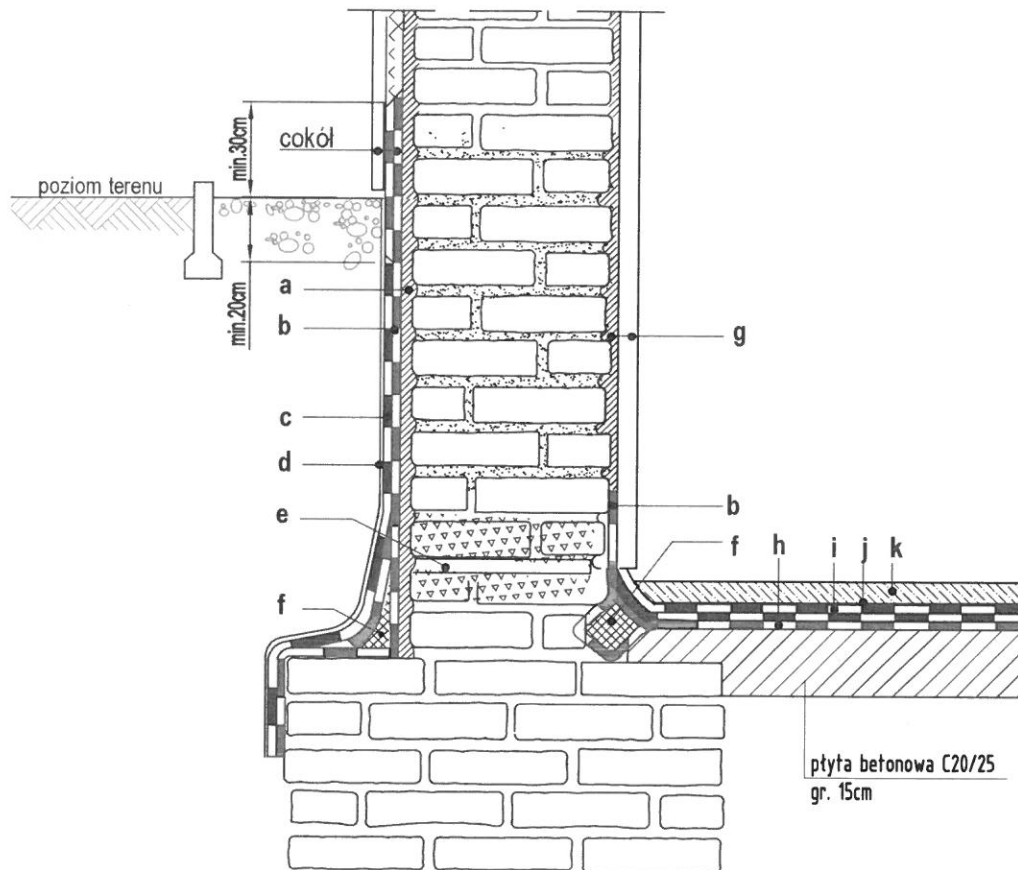 min.30cm
cokół
poziom terenu
a
min.20cm
b
g
c
d
e
b
f
h
i
j
k
f
płyta betonowa C20/25
gr. 15cm